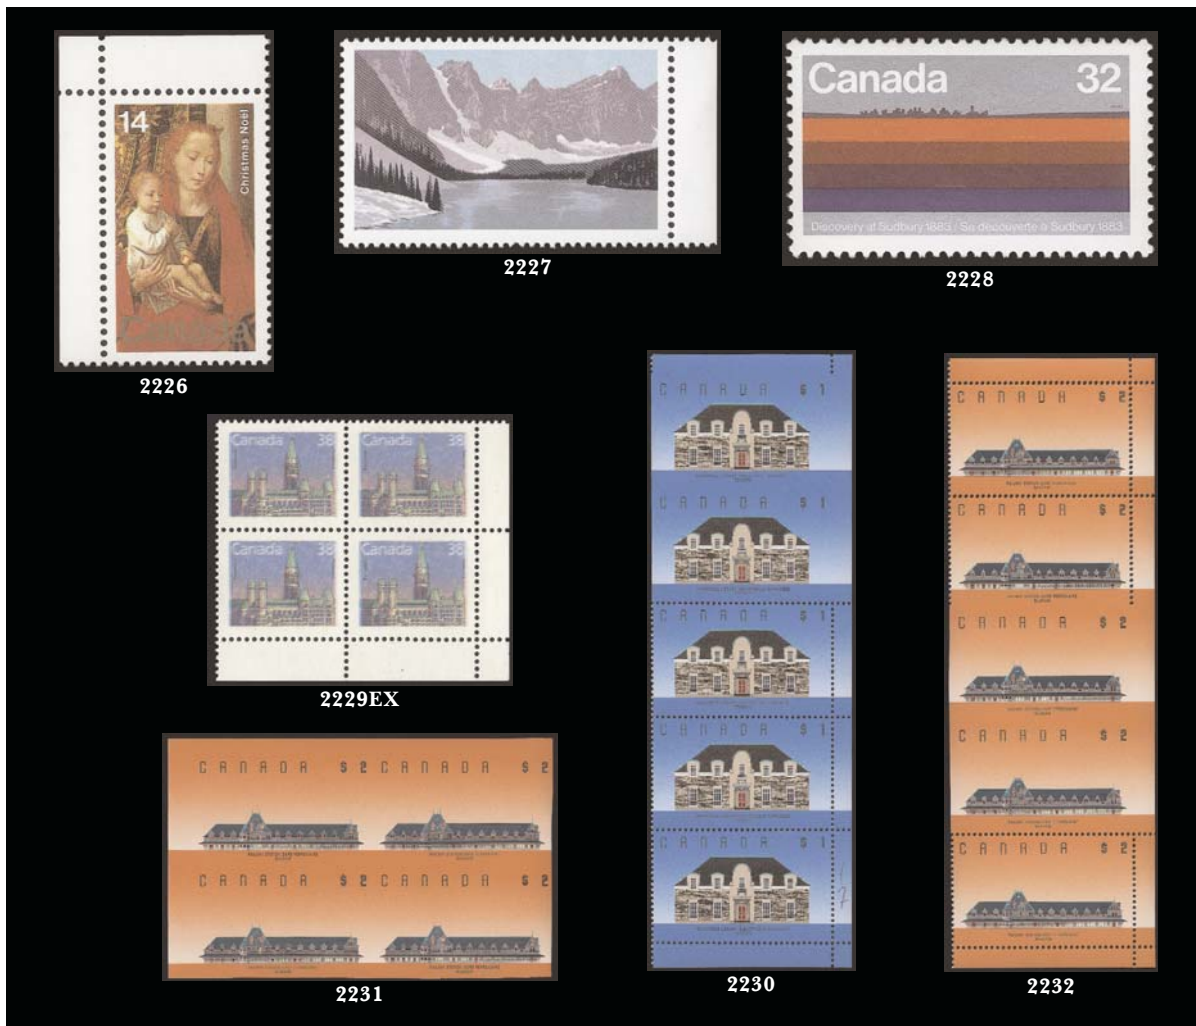 14
Christmas Noël
Canada
2226
2227
Canada 32
Discovery of Sudbury 1883 / Sa découverte à Sudbury 1883
2228
Canada 38
Canada 38
Canada 38
Canada 38
2229EX
CANADA $2 CANADA $2
CANADA $2 CANADA $2
2231
CANADA $1
CANADA $1
CANADA $1
CANADA $1
CANADA $1
2230
CANADA $2
CANADA $2
CANADA $2
CANADA $2
CANADA $2
2232